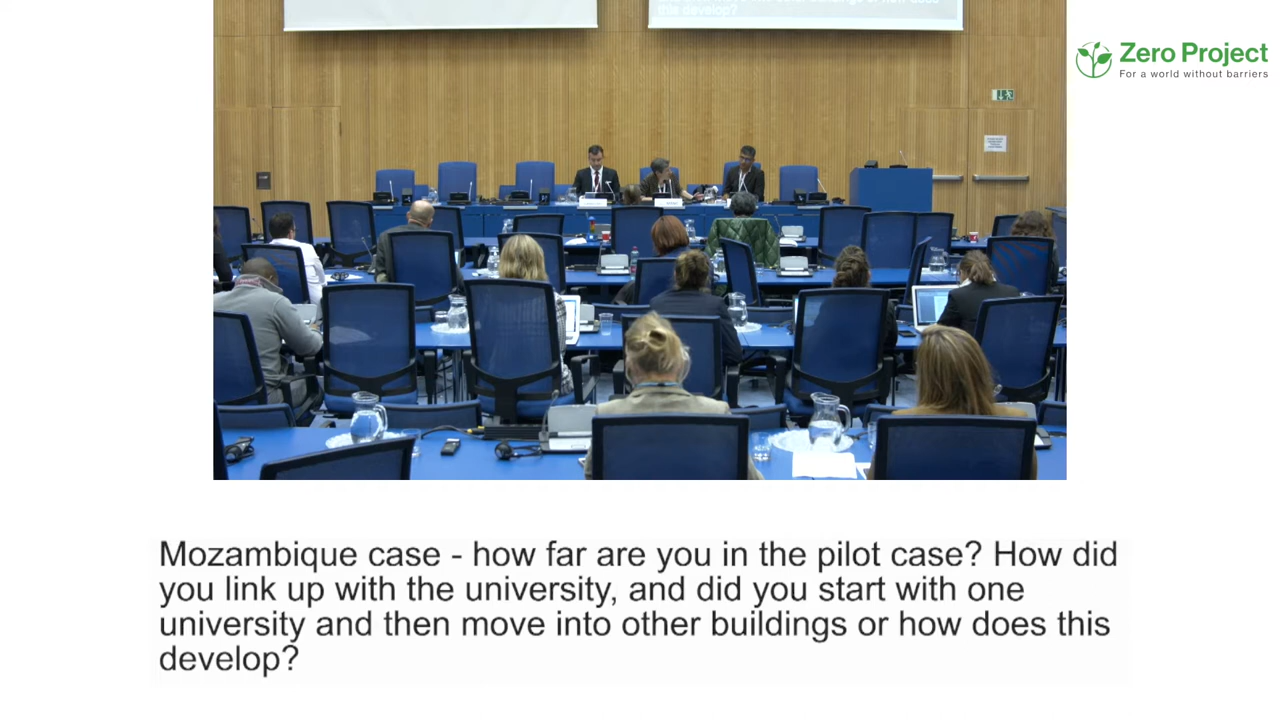 this develop?
Zero Project
For a world without barriers
Mozambique case - how far are you in the pilot case? How did
you link up with the university, and did you start with one
university and then move into other buildings or how does this
develop?